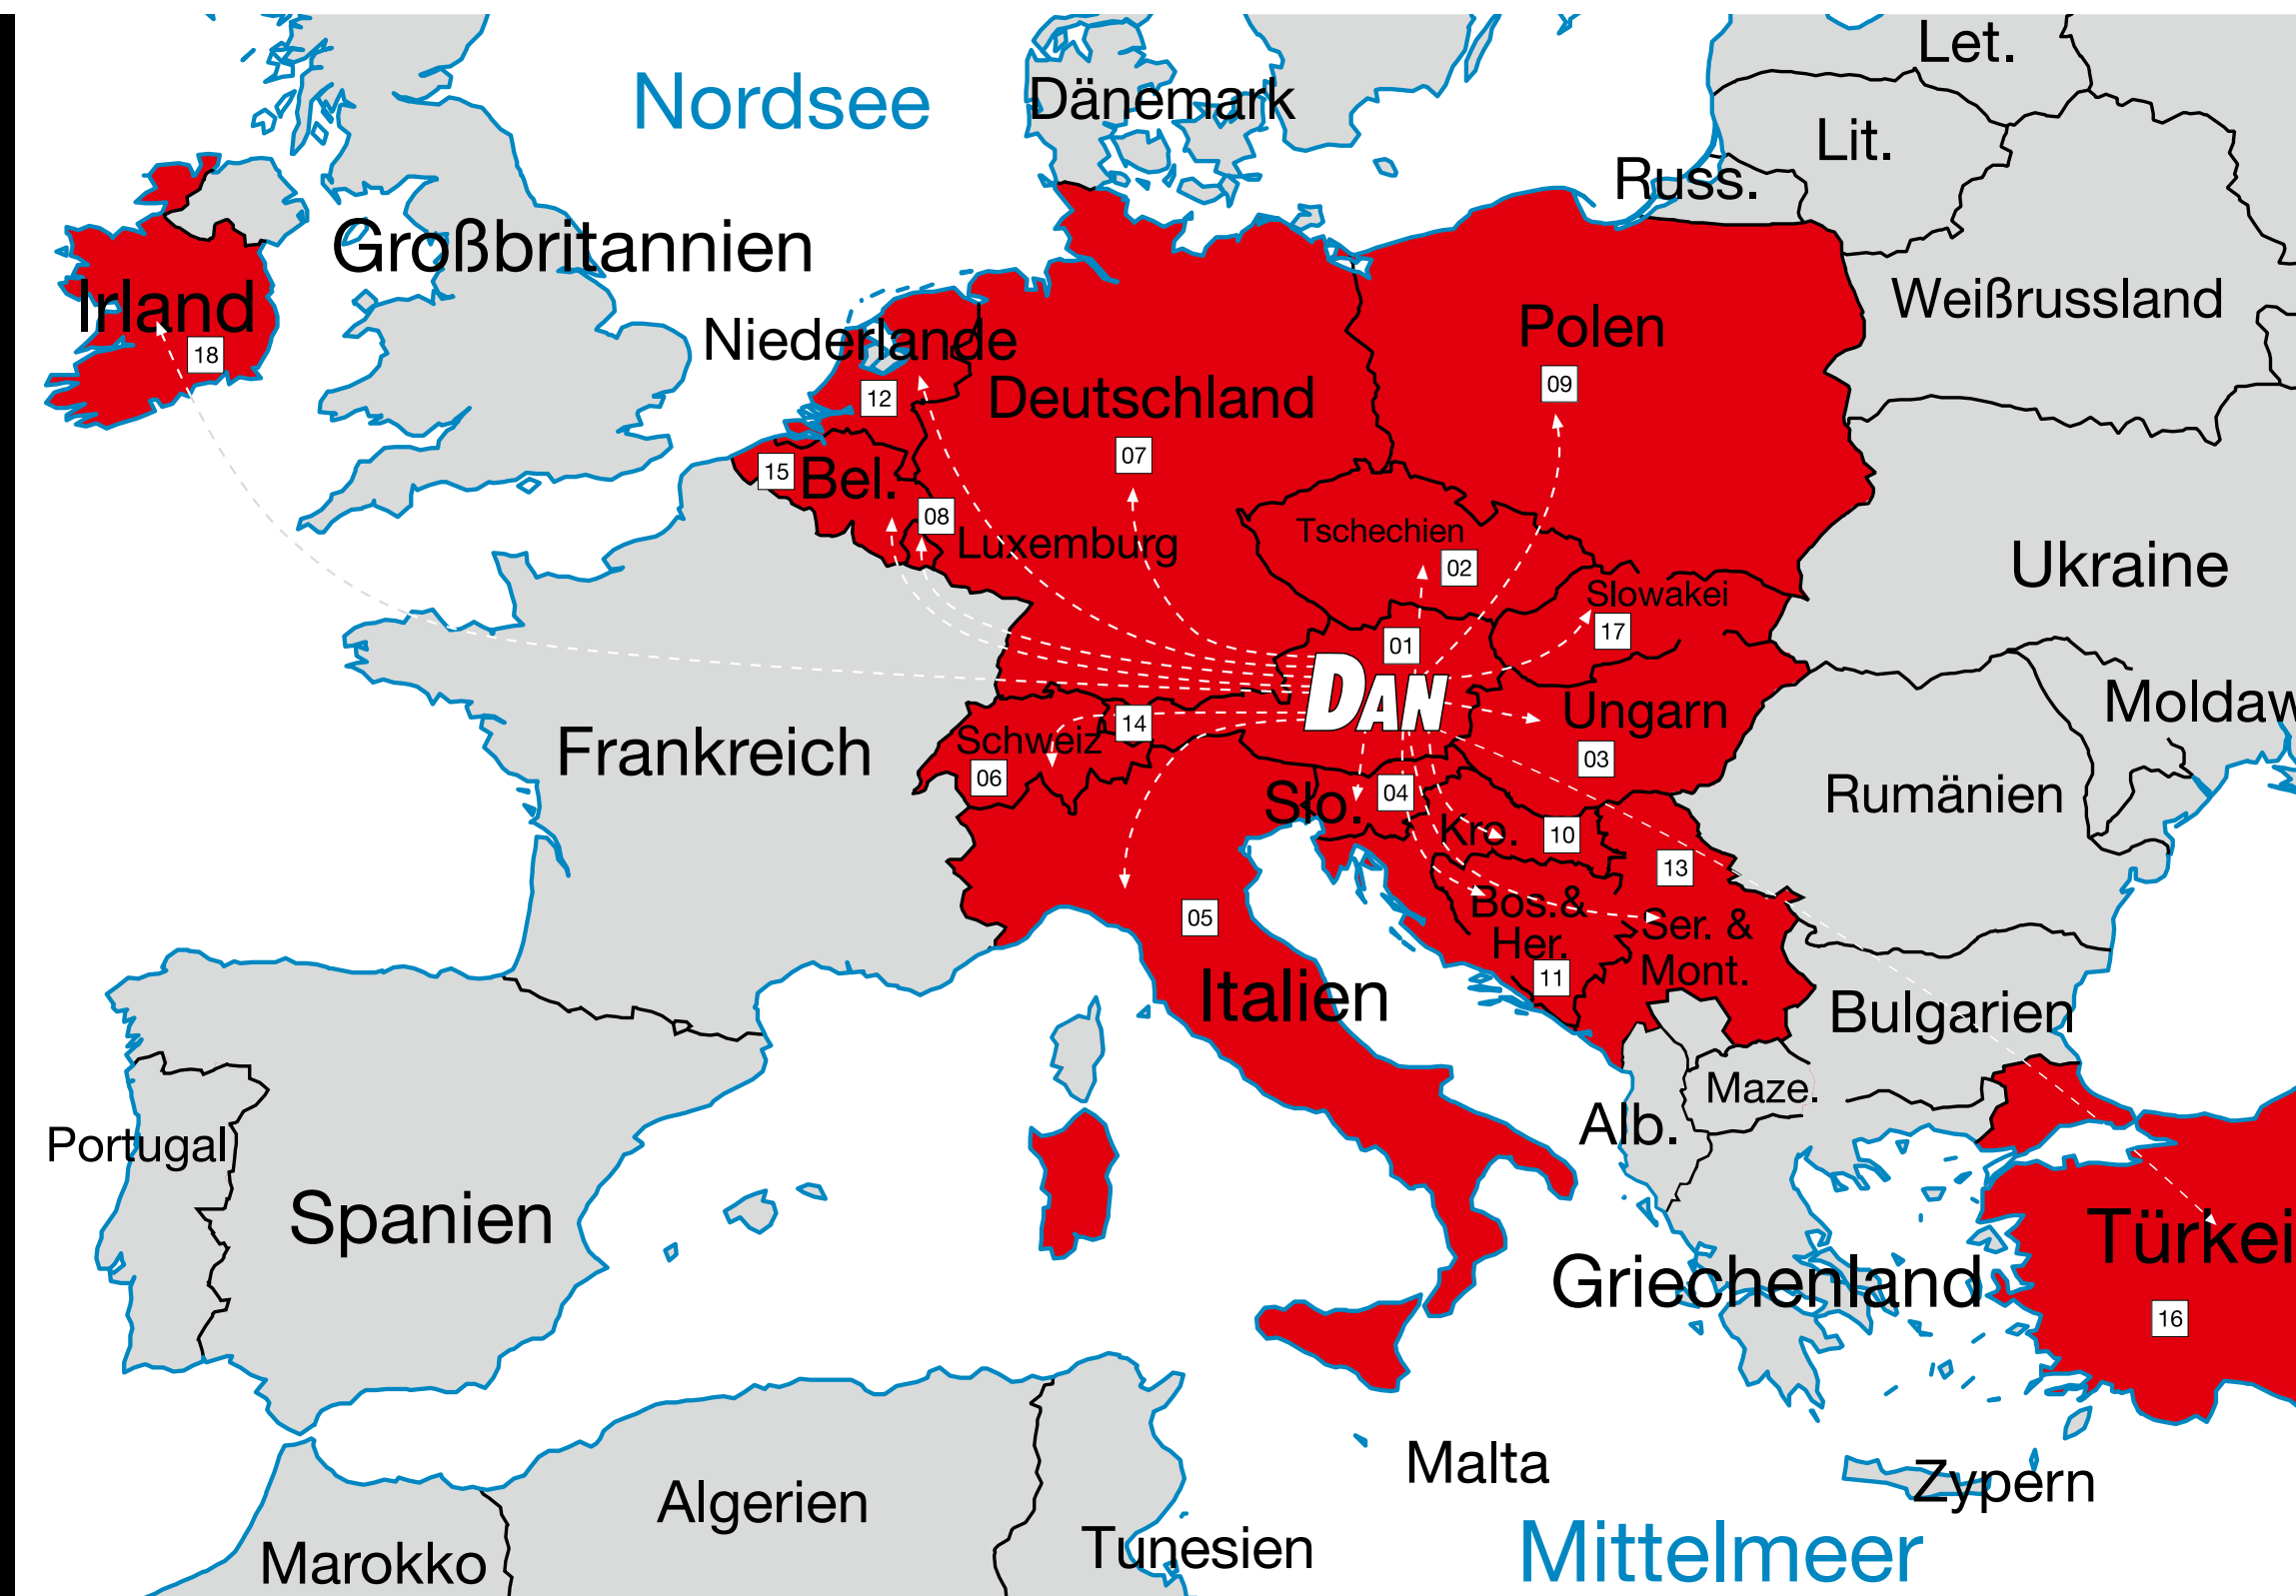 Let.
Nordsee
Dänemark
Lit.
Russ.
Großbritannien
Irland
18
Niederlande
12
Deutschland
07
Polen
09
Weißrussland
15
Bel.
08
Luxemburg
Tschechien
02
Slowakei
17
Ukraine
01
DAN
Frankreich
Schweiz
14
06
Ungarn
03
Moldaw
Rumänien
Slo.
04
Kro.
10
13
05
Italien
Bos.&
Her.
11
Ser. &
Mont.
Bulgarien
Maze.
Alb.
Portugal
Spanien
Griechenland
Türkei
16
Malta
Zypern
Algerien
Marokko
Tunesien
Mittelmeer